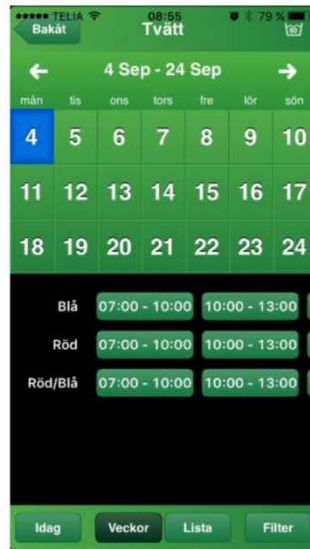 TELIA 08:55 79 %
Bakåt Tvätt
4 Sep - 24 Sep
mån tis ons tors fre lör sön
4 5 6 7 8 9 10
11 12 13 14 15 16 17
18 19 20 21 22 23 24
Blå 07:00 - 10:00 10:00 - 13:00
Röd 07:00 - 10:00 10:00 - 13:00
Röd/Blå 07:00 - 10:00 10:00 - 13:00
Idag Veckor Lista Filter